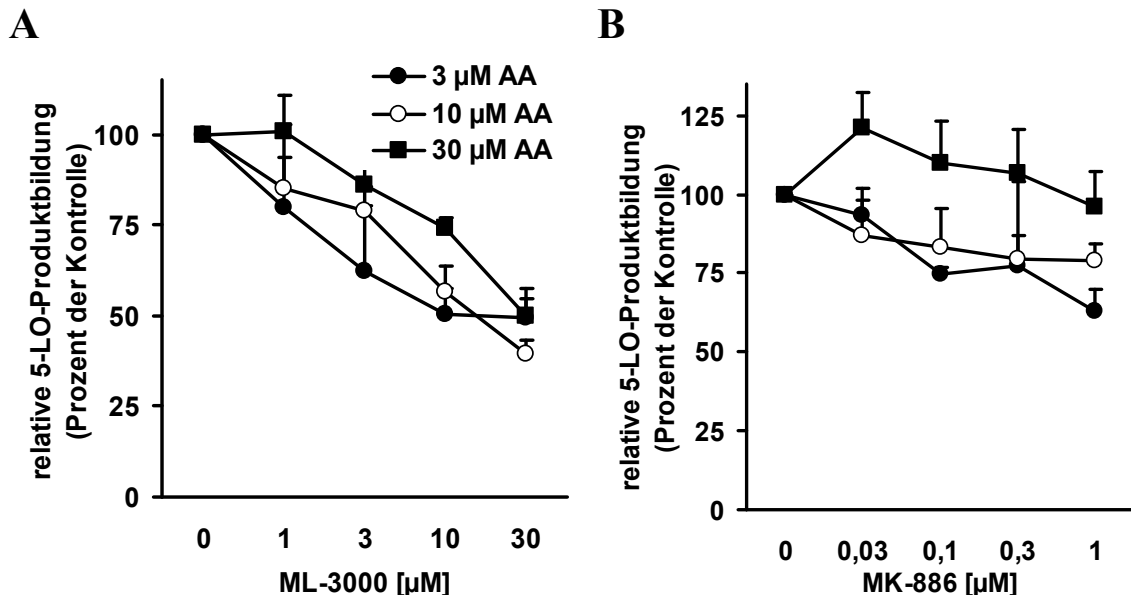 A
relative 5-LO-Produktbildung
(Prozent der Kontrolle)
100
75
50
25
0
3 µM AA
10 µM AA
30 µM AA
0 1 3 10 30
ML-3000 [µM]
B
relative 5-LO-Produktbildung
(Prozent der Kontrolle)
125
100
75
50
25
0
0 0,03 0,1 0,3 1
MK-886 [µM]